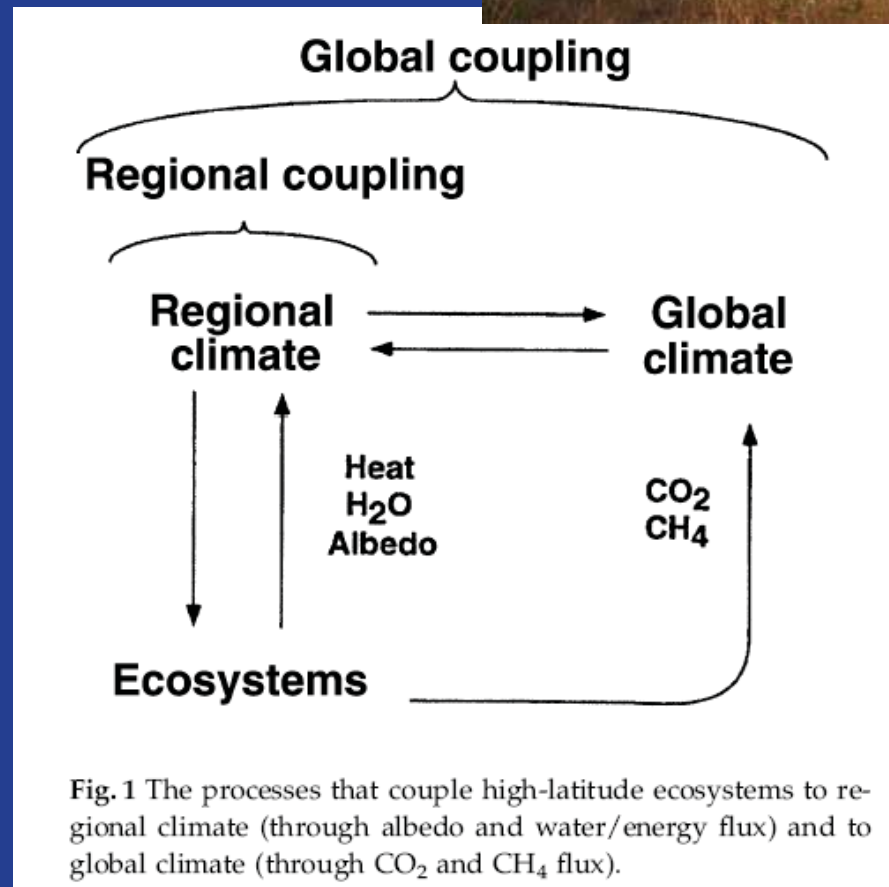 Global coupling
Regional coupling
Regional
climate
Global
climate
Heat
H₂O
Albedo
CO₂
CH₄
Ecosystems
Fig. 1 The processes that couple high-latitude ecosystems to re-
gional climate (through albedo and water/energy flux) and to
global climate (through CO₂ and CH₄ flux).